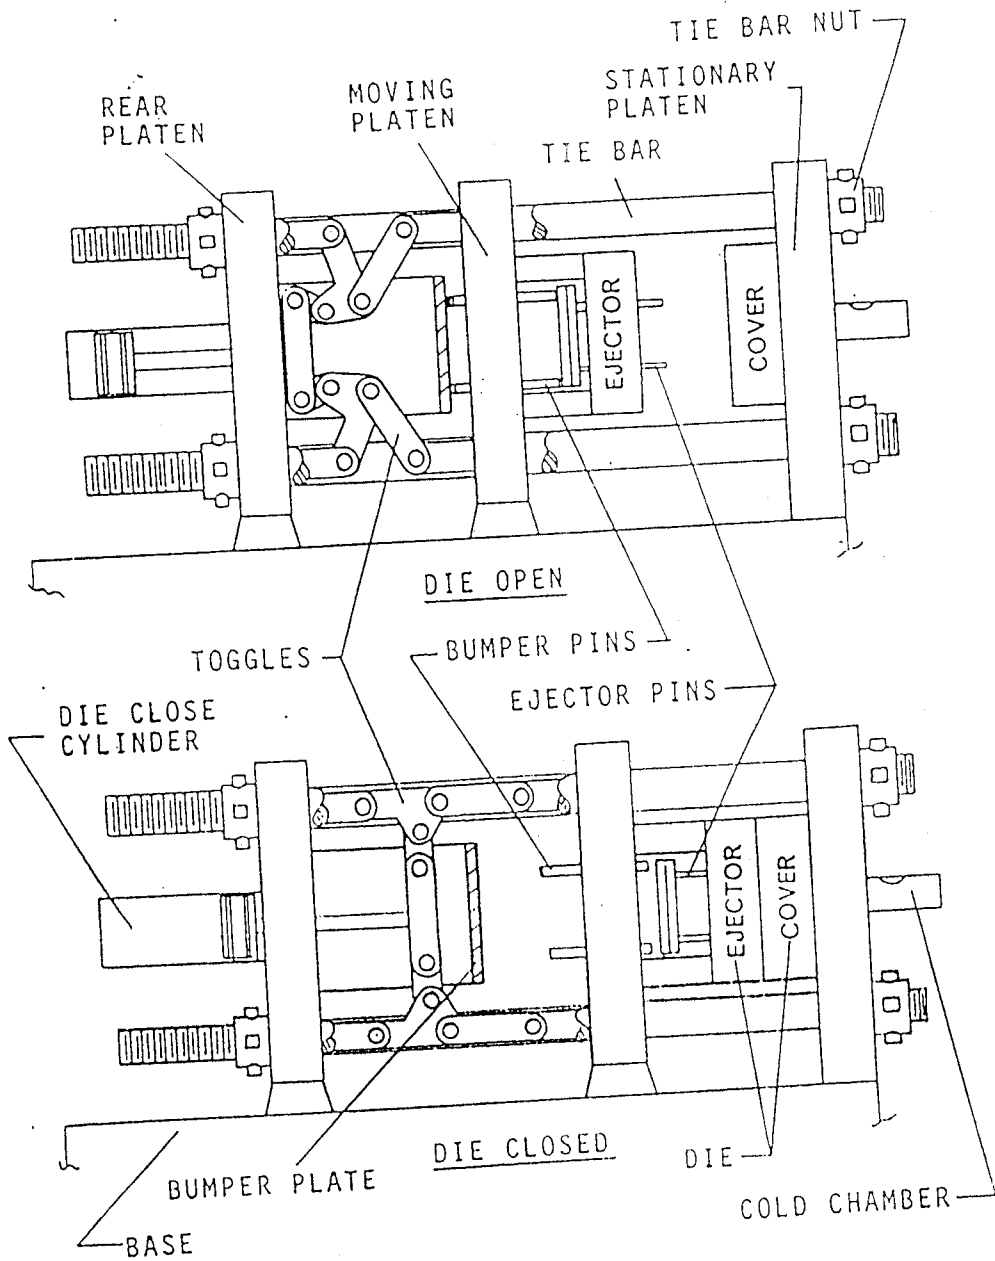 TIE BAR NUT
STATIONARY
PLATEN
MOVING
PLATEN
REAR
PLATEN
TIE BAR
EJECTOR
COVER
DIE OPEN
TOGGLES
BUMPER PINS
EJECTOR PINS
DIE CLOSE
CYLINDER
EJECTOR
COVER
DIE CLOSED
DIE
BUMPER PLATE
COLD CHAMBER
BASE